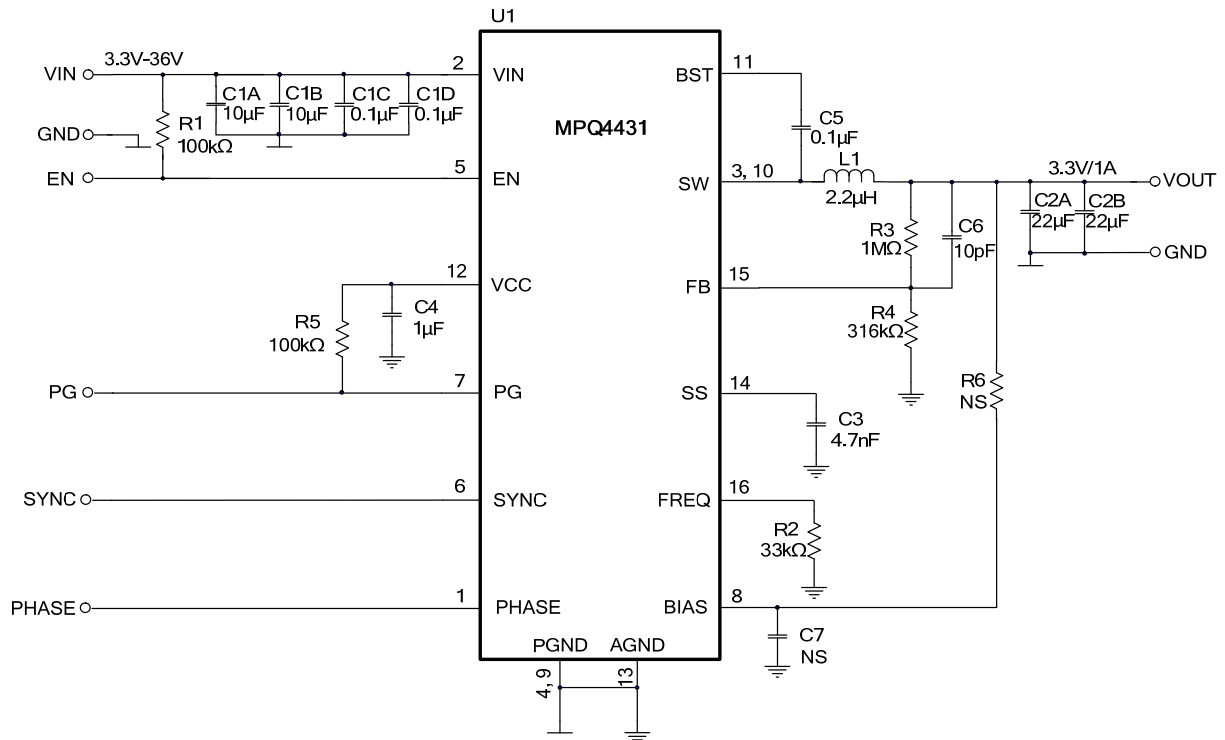 U1
MPQ4431
VIN
3.3V-36V
2
VIN
C1A
10µF
C1B
10µF
C1C
0.1µF
C1D
0.1µF
GND
R1
100kΩ
EN
5
EN
12
VCC
R5
100kΩ
C4
1µF
PG
7
PG
SYNC
6
SYNC
PHASE
1
PHASE
PGND
AGND
4, 9
13
BST
11
C5
0.1µF
SW
3, 10
L1
2.2µH
3.3V/1A
VOUT
C2A
22µF
C2B
22µF
GND
R3
1MΩ
C6
10pF
FB
15
R4
316kΩ
R6
NS
SS
14
C3
4.7nF
FREQ
16
R2
33kΩ
BIAS
8
C7
NS